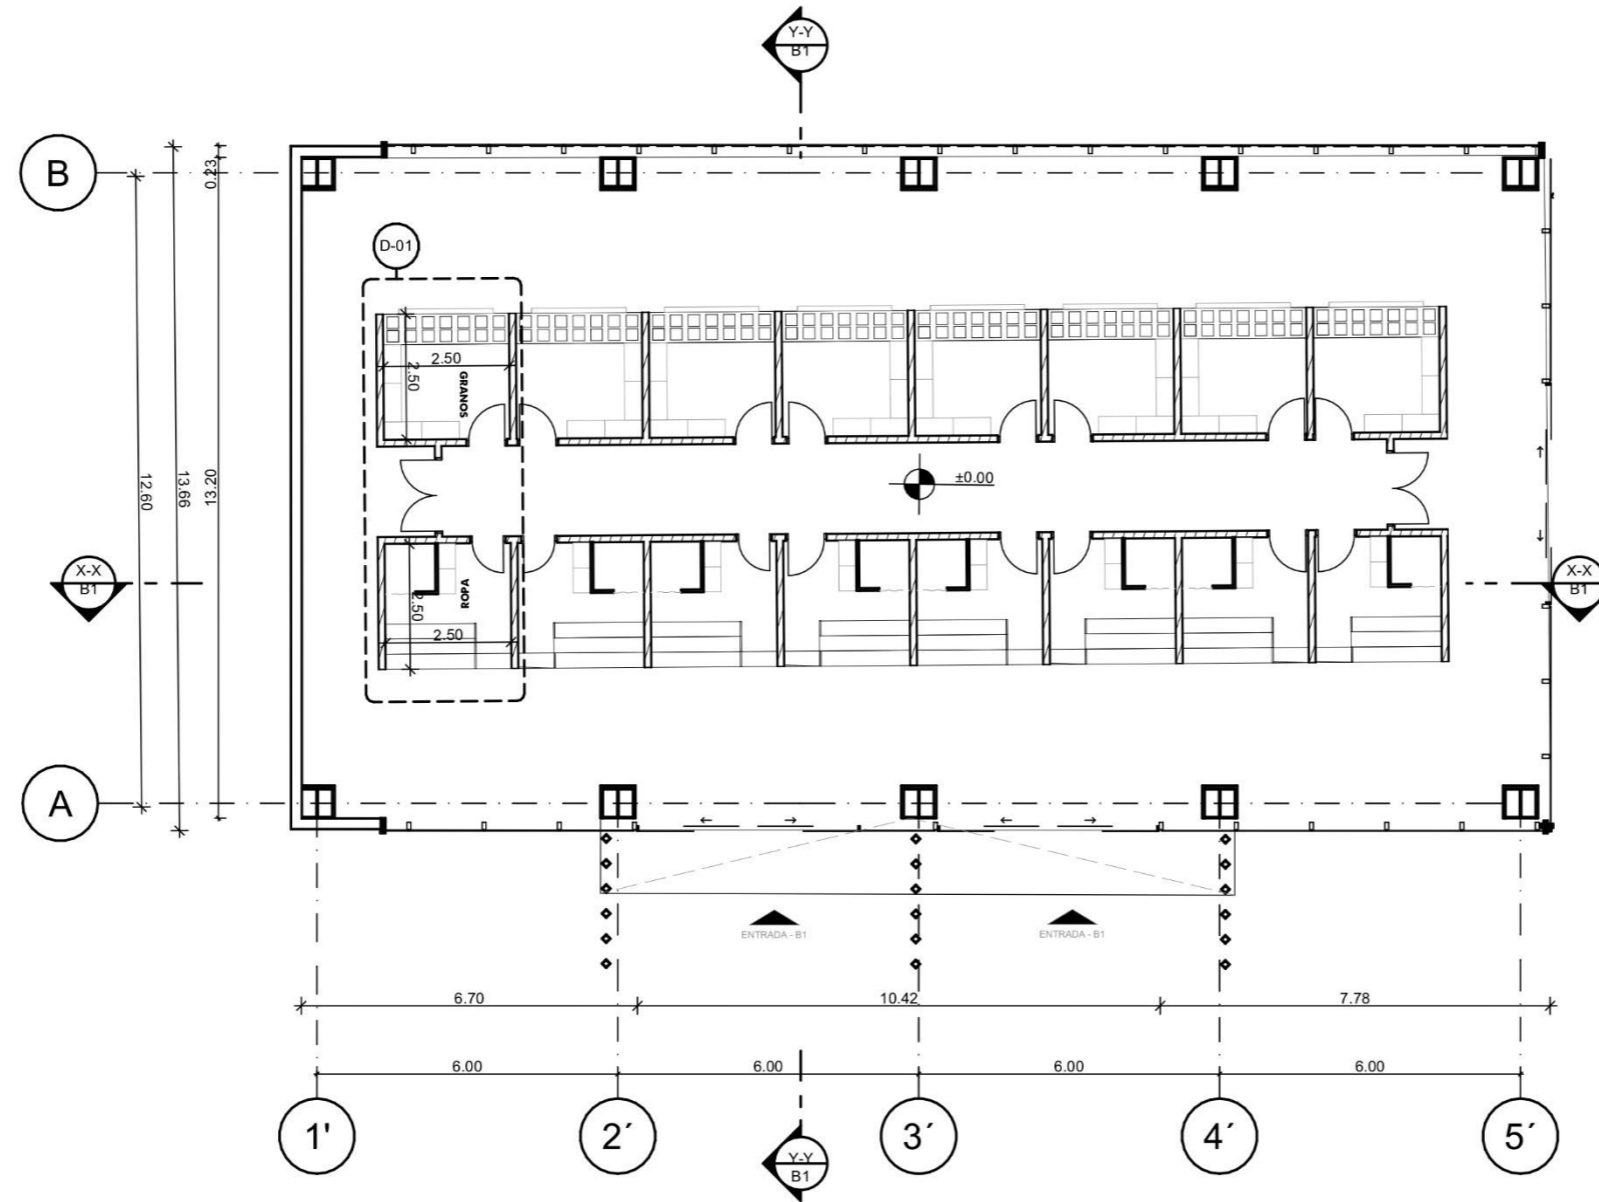 Y-Y
B1
B
0.23
D-01
2.50
2.50
GRANOS
12.60
13.66
13.20
±0.00
X-X
B1
X-X
B1
2.50
ROPA
2.50
A
ENTRADA - B1
ENTRADA - B1
6.70
10.42
7.78
6.00
6.00
6.00
6.00
1'
2´
3´
4´
5´
Y-Y
B1